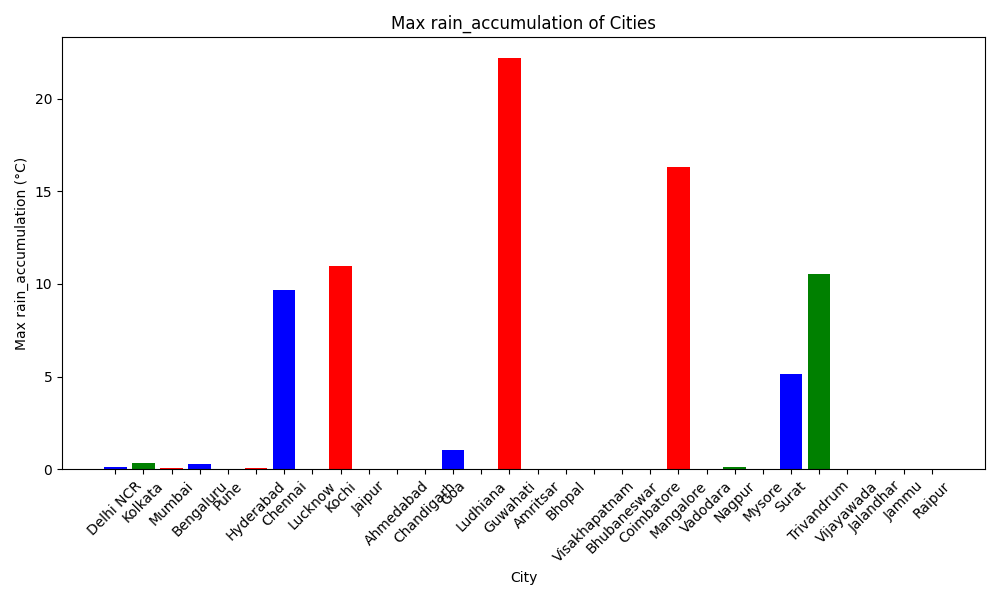 Max rain_accumulation of Cities
Max rain_accumulation (°C)
20
15
10
5
0
Delhi NCR
Kolkata
Mumbai
Bengaluru
Pune
Hyderabad
Chennai
Lucknow
Kochi
Jaipur
Ahmedabad
Chandigarh
Goa
Ludhiana
Guwahati
Amritsar
Bhopal
Visakhapatnam
Bhubaneswar
Coimbatore
Mangalore
Vadodara
Nagpur
Mysore
Surat
Trivandrum
Vijayawada
Jalandhar
Jammu
Raipur
City